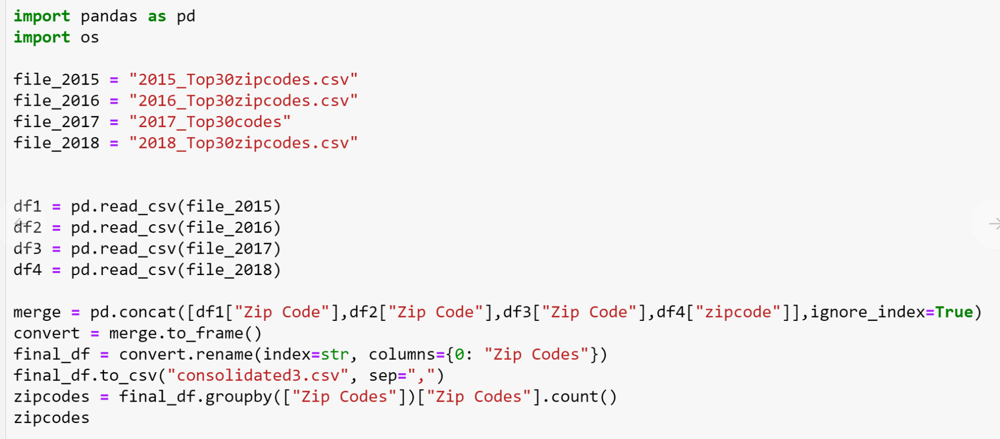 import pandas as pd
import os
file_2015 = "2015_Top30zipcodes.csv"
file_2016 = "2016_Top30zipcodes.csv"
file_2017 = "2017_Top30codes"
file_2018 = "2018_Top30zipcodes.csv"
df1 = pd.read_csv(file_2015)
df2 = pd.read_csv(file_2016)
df3 = pd.read_csv(file_2017)
df4 = pd.read_csv(file_2018)
merge = pd.concat([df1["Zip Code"],df2["Zip Code"],df3["Zip Code"],df4["zipcode"]],ignore_index=True)
convert = merge.to_frame()
final_df = convert.rename(index=str, columns={0: "Zip Codes"})
final_df.to_csv("consolidated3.csv", sep=",")
zipcodes = final_df.groupby(["Zip Codes"])["Zip Codes"].count()
zipcodes